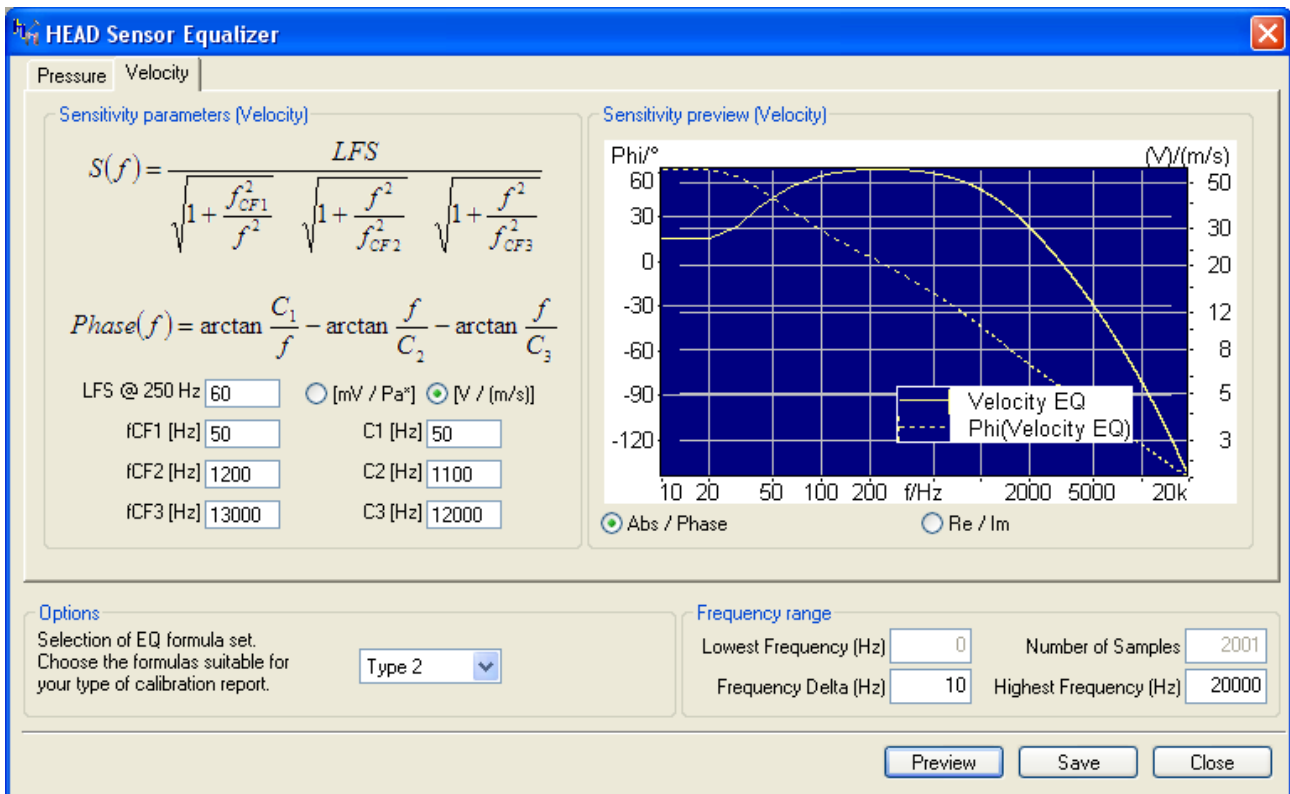 HEAD Sensor Equalizer
Pressure Velocity
Sensitivity parameters (Velocity)
S(f) = LFS / (√(1 + f²_CF1 / f²) √(1 + f² / f²_CF2) √(1 + f² / f²_CF3))
Phase(f) = arctan C₁/f − arctan f/C₂ − arctan f/C₃
LFS @ 250 Hz 60 [mV / Pa*] [V / (m/s)]
fCF1 [Hz] 50 C1 [Hz] 50
fCF2 [Hz] 1200 C2 [Hz] 1100
fCF3 [Hz] 13000 C3 [Hz] 12000
Sensitivity preview (Velocity)
Phi/° (V)/(m/s)
60 50
30 30
0 20
-30 12
-60 8
-90 5
-120 3
Velocity EQ
Phi(Velocity EQ)
10 20 50 100 200 f/Hz 2000 5000 20k
Abs / Phase Re / Im
Options
Selection of EQ formula set.
Choose the formulas suitable for
your type of calibration report.
Type 2
Frequency range
Lowest Frequency (Hz) 0 Number of Samples 2001
Frequency Delta (Hz) 10 Highest Frequency (Hz) 20000
Preview Save Close